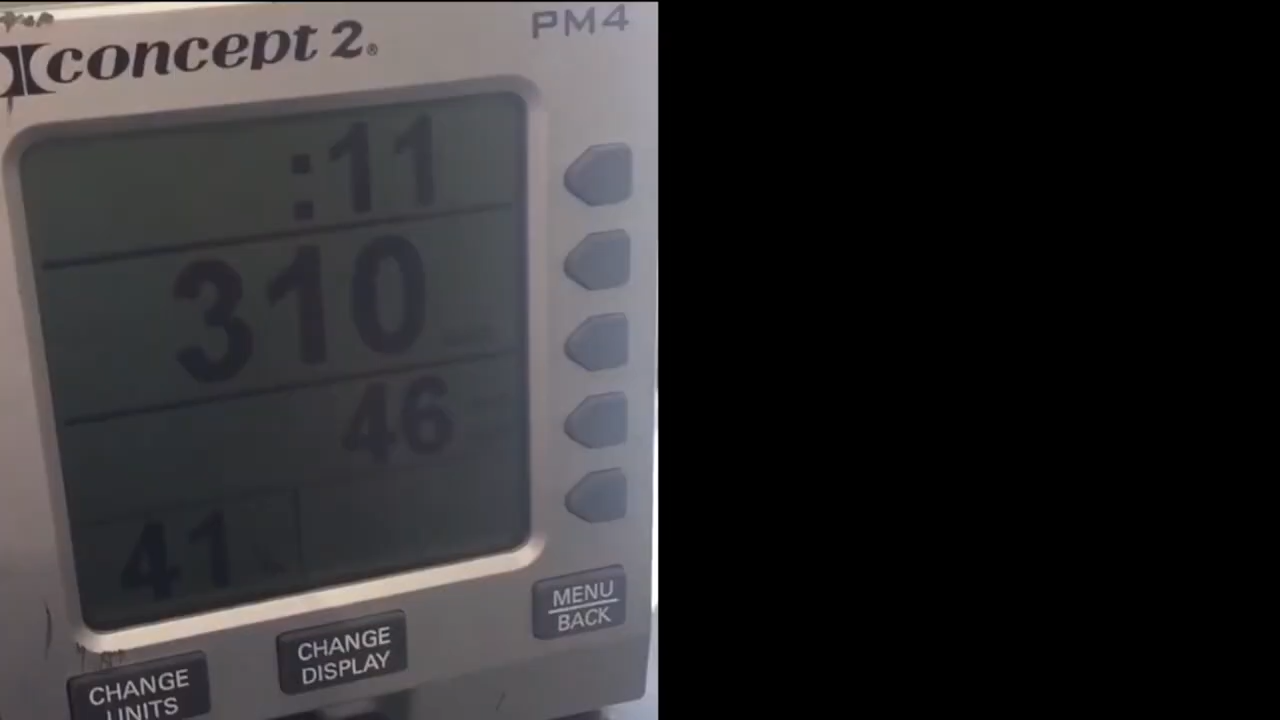 concept 2®
PM4
:11
310
46
41
MENU
BACK
CHANGE
DISPLAY
CHANGE
UNITS